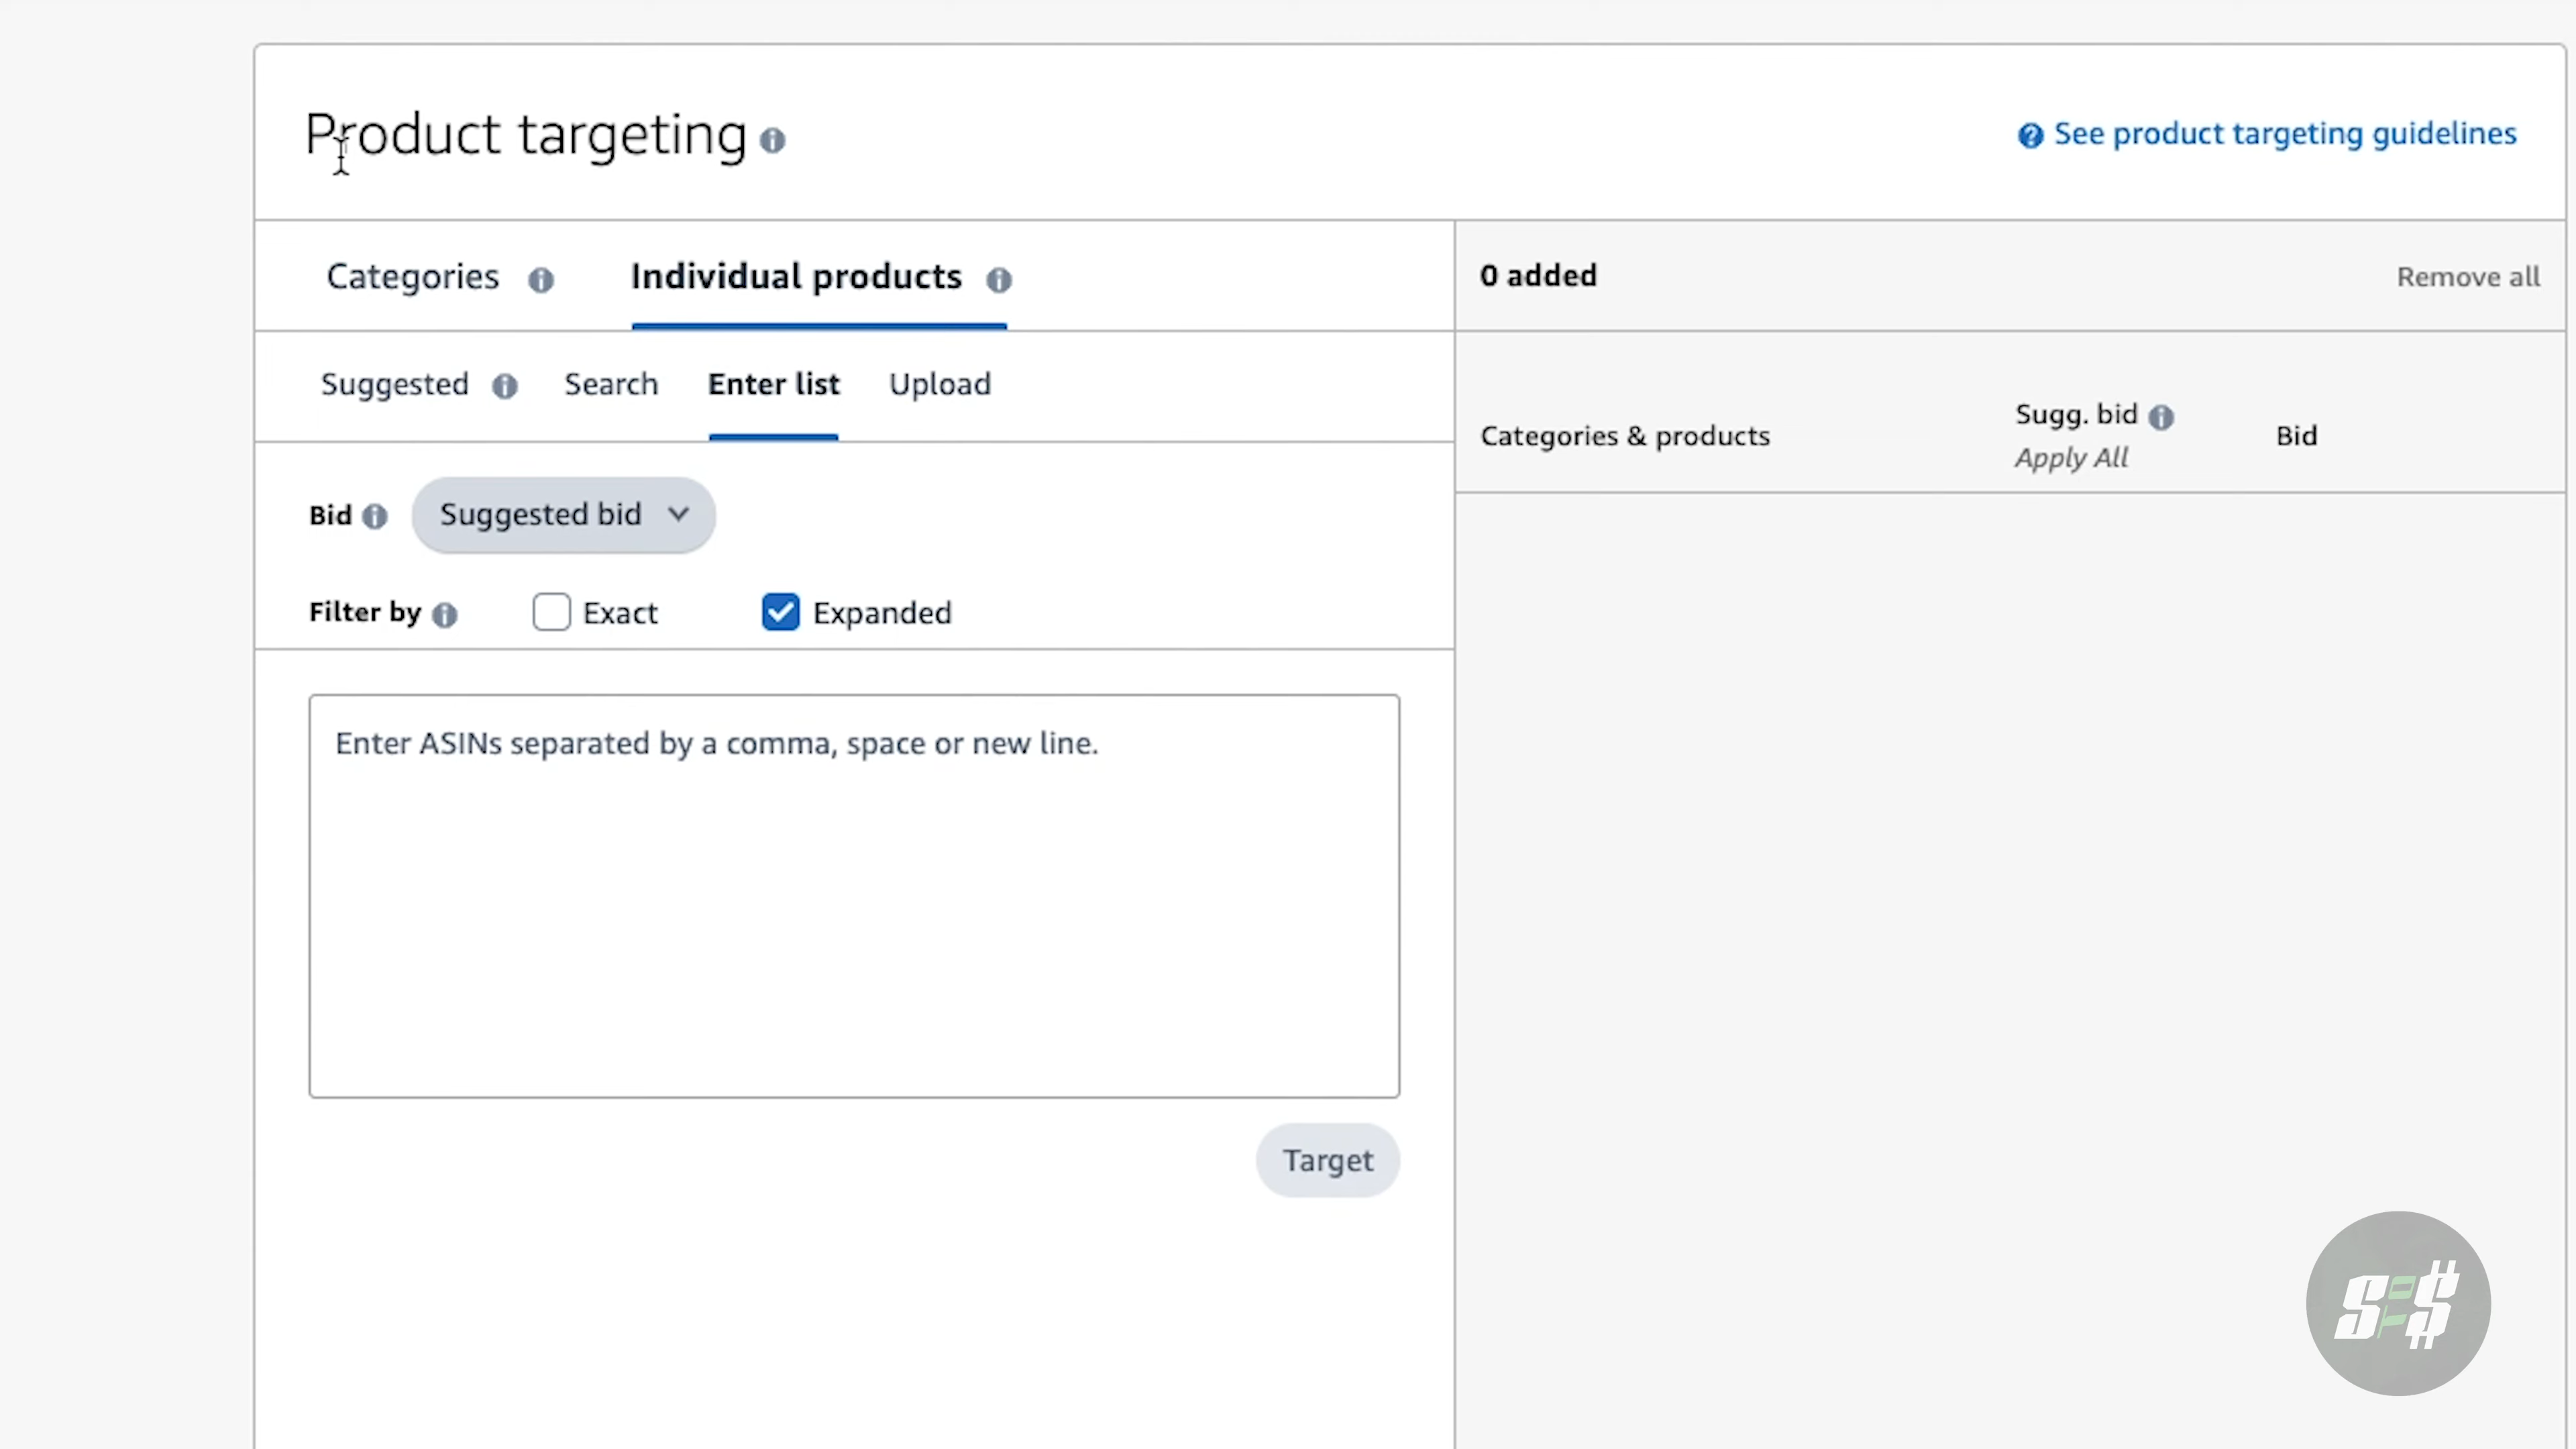 Product targeting
See product targeting guidelines
Categories Individual products
0 added Remove all
Suggested Search Enter list Upload
Categories & products Sugg. bid Bid
Apply All
Bid Suggested bid
Filter by Exact Expanded
Enter ASINs separated by a comma, space or new line.
Target